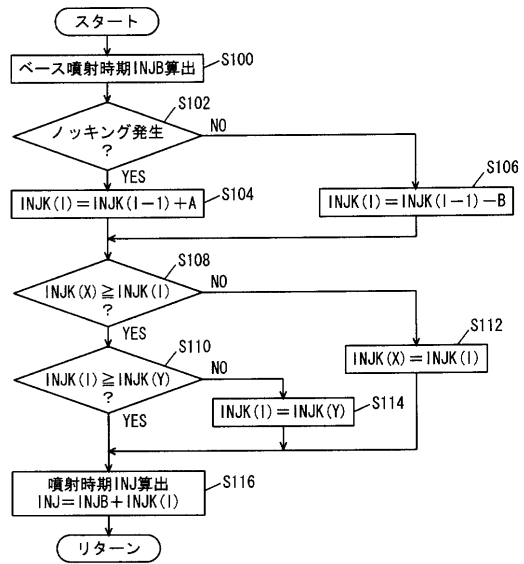 スタート
ベース噴射時期INJB算出
S100
ノッキング発生
?
S102
NO
YES
INJK(I)=INJK(I-1)+A
S104
INJK(I)=INJK(I-1)-B
S106
INJK(X)≧INJK(I)
?
S108
NO
YES
INJK(X)=INJK(I)
S112
INJK(I)≧INJK(Y)
?
S110
NO
YES
INJK(I)=INJK(Y)
S114
噴射時期INJ算出
INJ=INJB+INJK(I)
S116
リターン